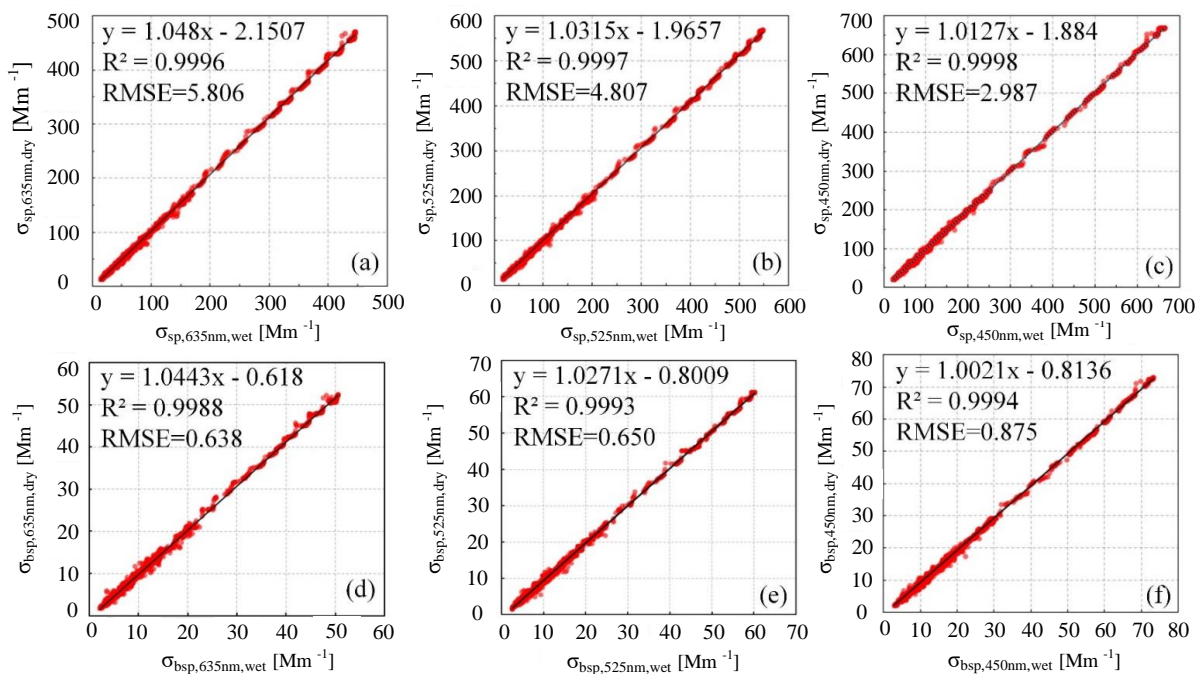 y = 1.048x - 2.1507
R² = 0.9996
RMSE=5.806
500
400
300
200
100
0
0 100 200 300 400 500
σsp,635nm,dry [Mm⁻¹]
σsp,635nm,wet [Mm⁻¹]
(a)
y = 1.0315x - 1.9657
R² = 0.9997
RMSE=4.807
600
500
400
300
200
100
0
0 100 200 300 400 500 600
σsp,525nm,dry [Mm⁻¹]
σsp,525nm,wet [Mm⁻¹]
(b)
y = 1.0127x - 1.884
R² = 0.9998
RMSE=2.987
700
600
500
400
300
200
100
0
0 100 200 300 400 500 600 700
σsp,450nm,dry [Mm⁻¹]
σsp,450nm,wet [Mm⁻¹]
(c)
y = 1.0443x - 0.618
R² = 0.9988
RMSE=0.638
60
50
40
30
20
10
0
0 10 20 30 40 50 60
σbsp,635nm,dry [Mm⁻¹]
σbsp,635nm,wet [Mm⁻¹]
(d)
y = 1.0271x - 0.8009
R² = 0.9993
RMSE=0.650
70
60
50
40
30
20
10
0
0 10 20 30 40 50 60 70
σbsp,525nm,dry [Mm⁻¹]
σbsp,525nm,wet [Mm⁻¹]
(e)
y = 1.0021x - 0.8136
R² = 0.9994
RMSE=0.875
80
70
60
50
40
30
20
10
0
0 10 20 30 40 50 60 70 80
σbsp,450nm,dry [Mm⁻¹]
σbsp,450nm,wet [Mm⁻¹]
(f)